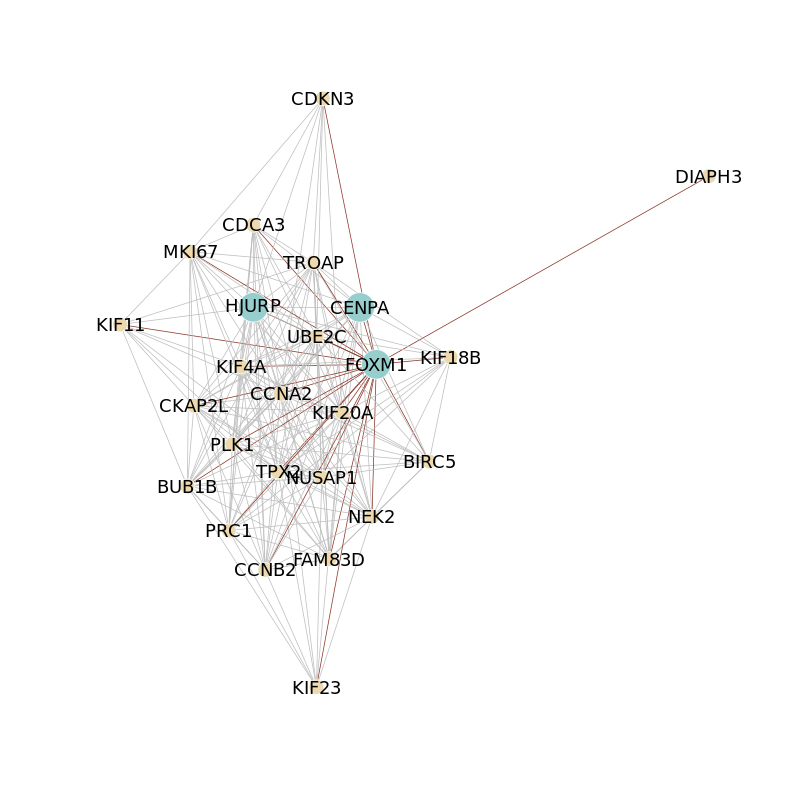 CDKN3
DIAPH3
CDCA3
MKI67
TROAP
HJURP
CENPA
KIF11
UBE2C
KIF18B
FOXM1
KIF4A
CCNA2
CKAP2L
KIF20A
PLK1
BIRC5
TPX2
NUSAP1
BUB1B
NEK2
PRC1
FAM83D
CCNB2
KIF23